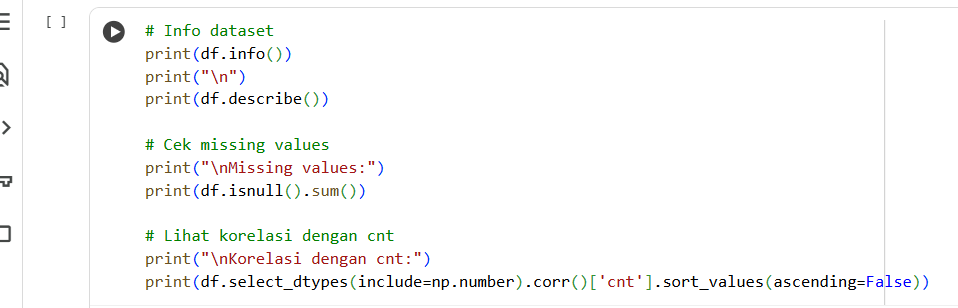 [ ]
# Info dataset
print(df.info())
print("\n")
print(df.describe())
# Cek missing values
print("\nMissing values:")
print(df.isnull().sum())
# Lihat korelasi dengan cnt
print("\nKorelasi dengan cnt:")
print(df.select_dtypes(include=np.number).corr()['cnt'].sort_values(ascending=False))